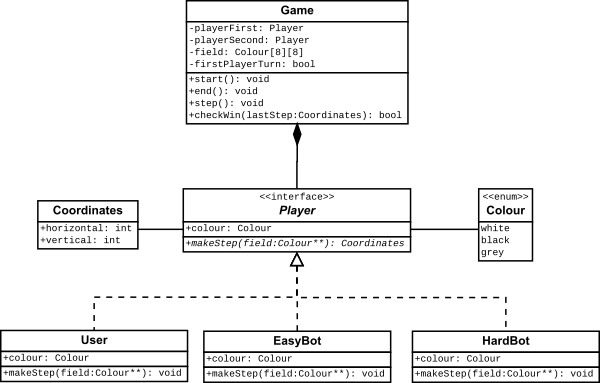 Game
-playerFirst: Player
-playerSecond: Player
-field: Colour[8][8]
-firstPlayerTurn: bool
+start(): void
+end(): void
+step(): void
+checkWin(lastStep:Coordinates): bool
Coordinates
+horizontal: int
+vertical: int
<<interface>>
Player
+colour: Colour
+makeStep(field:Colour**): Coordinates
<<enum>>
Colour
white
black
grey
User
+colour: Colour
+makeStep(field:Colour**): void
EasyBot
+colour: Colour
+makeStep(field:Colour**): void
HardBot
+colour: Colour
+makeStep(field:Colour**): void